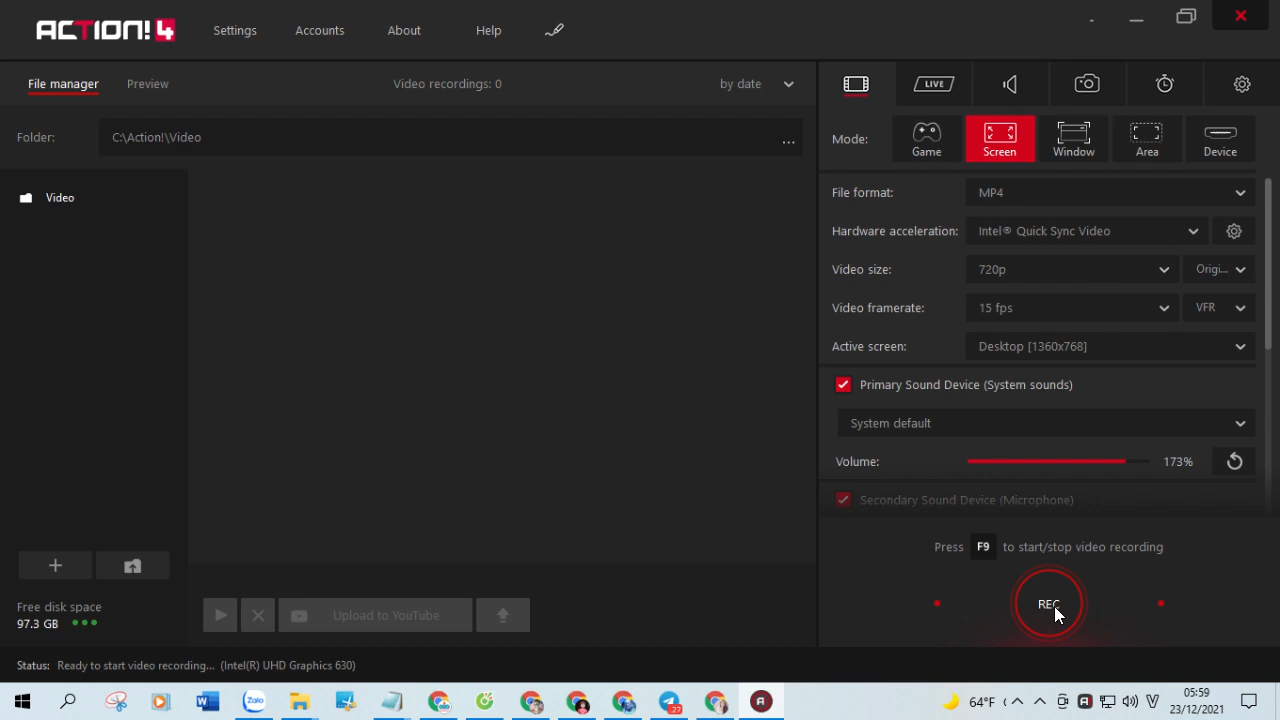 ACTION! 4
Settings
Accounts
About
Help
File manager
Preview
Video recordings: 0
by date
LIVE
Folder:
C:\Action!\Video
...
Mode:
Game
Screen
Window
Area
Device
Video
File format:
MP4
Hardware acceleration:
Intel® Quick Sync Video
Video size:
720p
Origi...
Video framerate:
15 fps
VFR
Active screen:
Desktop [1360x768]
Primary Sound Device (System sounds)
System default
Volume:
173%
Secondary Sound Device (Microphone)
Press F9 to start/stop video recording
REC
Upload to YouTube
Free disk space
97.3 GB
Status: Ready to start video recording... (Intel(R) UHD Graphics 630)
Zalo
27
64°F
05:59
23/12/2021